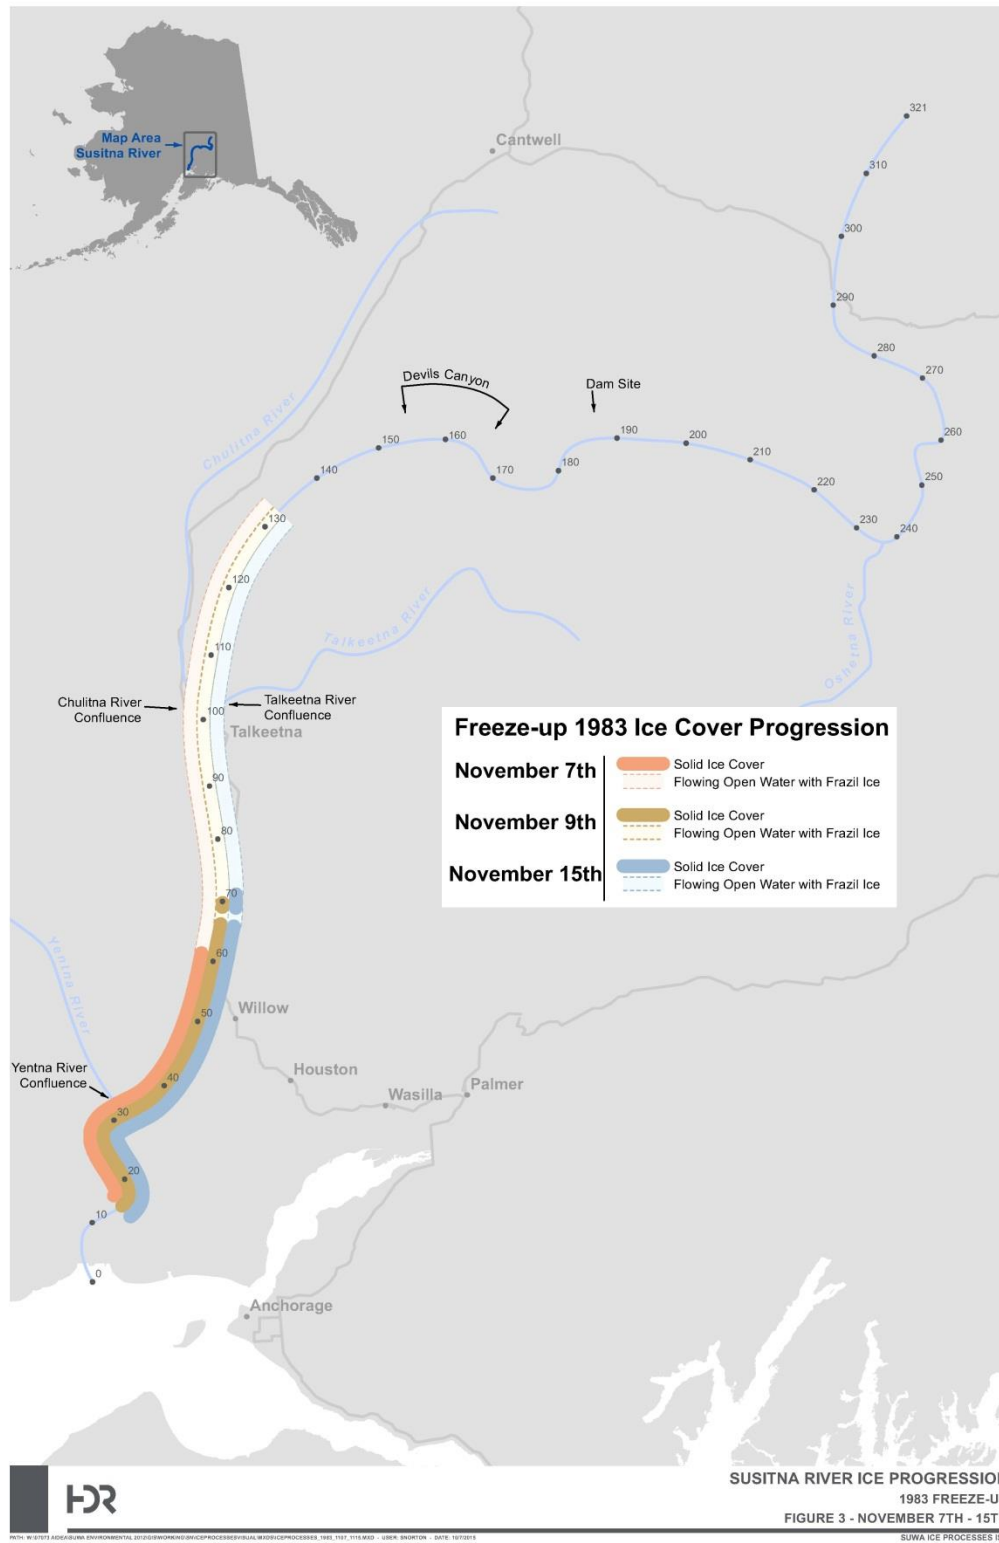 Map Area
Susitna River
Cantwell
321
310
300
290
280
270
260
250
240
230
220
210
200
190
180
170
160
150
140
130
120
110
100
90
80
70
60
50
40
30
20
10
0
Devils Canyon
Dam Site
Chulitna River
Talkeetna River
Oshetna River
Chulitna River
Confluence
Talkeetna River
Confluence
Talkeetna
Freeze-up 1983 Ice Cover Progression
November 7th
Solid Ice Cover
Flowing Open Water with Frazil Ice
November 9th
Solid Ice Cover
Flowing Open Water with Frazil Ice
November 15th
Solid Ice Cover
Flowing Open Water with Frazil Ice
Yentna River
Willow
Yentna River
Confluence
Houston
Wasilla
Palmer
Anchorage
HDR
SUSITNA RIVER ICE PROGRESSION
1983 FREEZE-U
FIGURE 3 - NOVEMBER 7TH - 15T
SUWA ICE PROCESSES IS